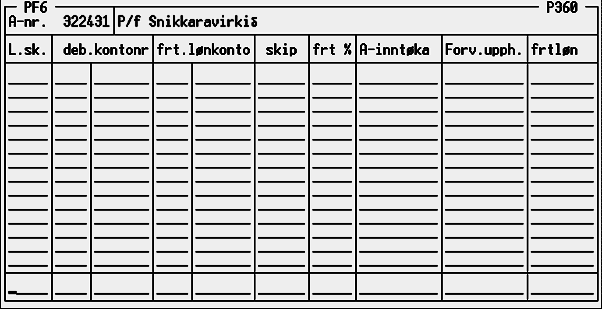 PF6 P360
A-nr. 322431 P/f Snikkaravirkið
L.sk. deb.kontonr frt.lønkonto skip frt % A-inntøka Forv.upph. frtløn